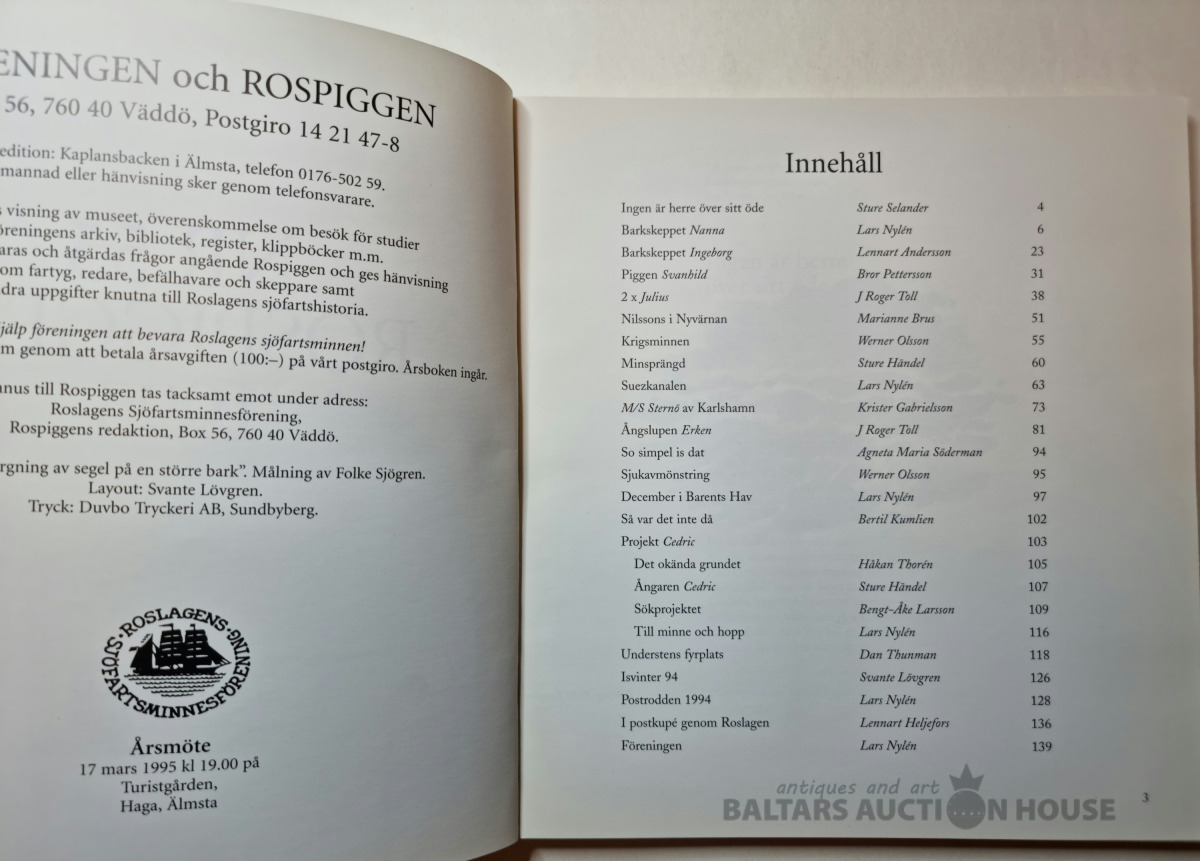 ENINGEN och ROSPIGGEN
56, 760 40 Väddö, Postgiro 14 21 47-8
edition: Kaplansbacken i Älmsta, telefon 0176-502 59.
mannad eller hänvisning sker genom telefonsvarare.
visning av museet, överenskommelse om besök för studier
öreningens arkiv, bibliotek, register, klippböcker m.m.
aras och åtgärdas frågor angående Rospiggen och ges hänvisning
om fartyg, redare, befälhavare och skeppare samt
dra uppgifter knutna till Roslagens sjöfartshistoria.
jälp föreningen att bevara Roslagens sjöfartsminnen!
m genom att betala årsavgiften (100:–) på vårt postgiro. Årsboken ingår.
nus till Rospiggen tas tacksamt emot under adress:
Roslagens Sjöfartsminnesförening,
Rospiggens redaktion, Box 56, 760 40 Väddö.
rgning av segel på en större bark”. Målning av Folke Sjögren.
Layout: Svante Lövgren.
Tryck: Duvbo Tryckeri AB, Sundbyberg.
ROSLAGENS SJÖFARTSMINNESFÖRENING
Årsmöte
17 mars 1995 kl 19.00 på
Turistgården,
Haga, Älmsta
Innehåll
Ingen är herre över sitt öde Sture Selander 4
Barkskeppet Nanna Lars Nylén 6
Barkskeppet Ingeborg Lennart Andersson 23
Piggen Svanhild Bror Pettersson 31
2 x Julius J Roger Toll 38
Nilssons i Nyvärnan Marianne Brus 51
Krigsminnen Werner Olsson 55
Minsprängd Sture Händel 60
Suezkanalen Lars Nylén 63
M/S Sternö av Karlshamn Krister Gabrielsson 73
Ångslupen Erken J Roger Toll 81
So simpel is dat Agneta Maria Söderman 94
Sjukavmönstring Werner Olsson 95
December i Barents Hav Lars Nylén 97
Så var det inte då Bertil Kumlien 102
Projekt Cedric 103
Det okända grundet Håkan Thorén 105
Ångaren Cedric Sture Händel 107
Sökprojektet Bengt-Åke Larsson 109
Till minne och hopp Lars Nylén 116
Understens fyrplats Dan Thunman 118
Isvinter 94 Svante Lövgren 126
Postrodden 1994 Lars Nylén 128
I postkupé genom Roslagen Lennart Heljefors 136
Föreningen Lars Nylén 139
3
antiques and art
BALTARS AUCTION HOUSE